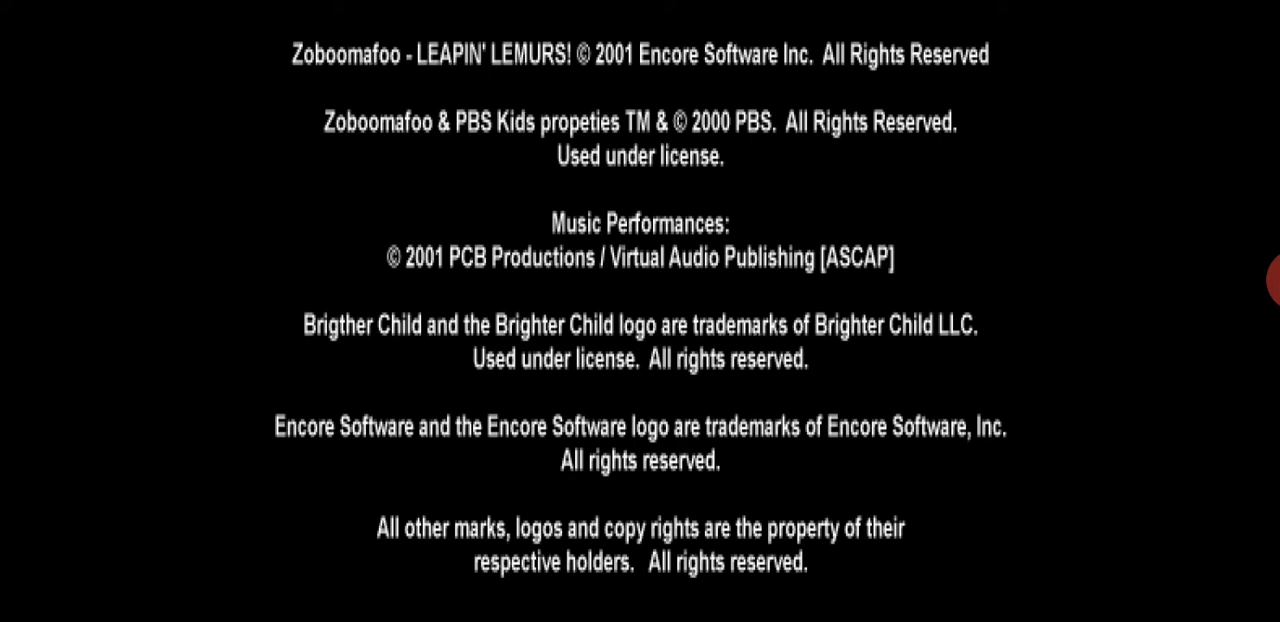 Zoboomafoo - LEAPIN' LEMURS! © 2001 Encore Software Inc.  All Rights Reserved
Zoboomafoo & PBS Kids propeties TM & © 2000 PBS.  All Rights Reserved.
Used under license.
Music Performances:
© 2001 PCB Productions / Virtual Audio Publishing [ASCAP]
Brigther Child and the Brighter Child logo are trademarks of Brighter Child LLC.
Used under license.  All rights reserved.
Encore Software and the Encore Software logo are trademarks of Encore Software, Inc.
All rights reserved.
All other marks, logos and copy rights are the property of their
respective holders.  All rights reserved.